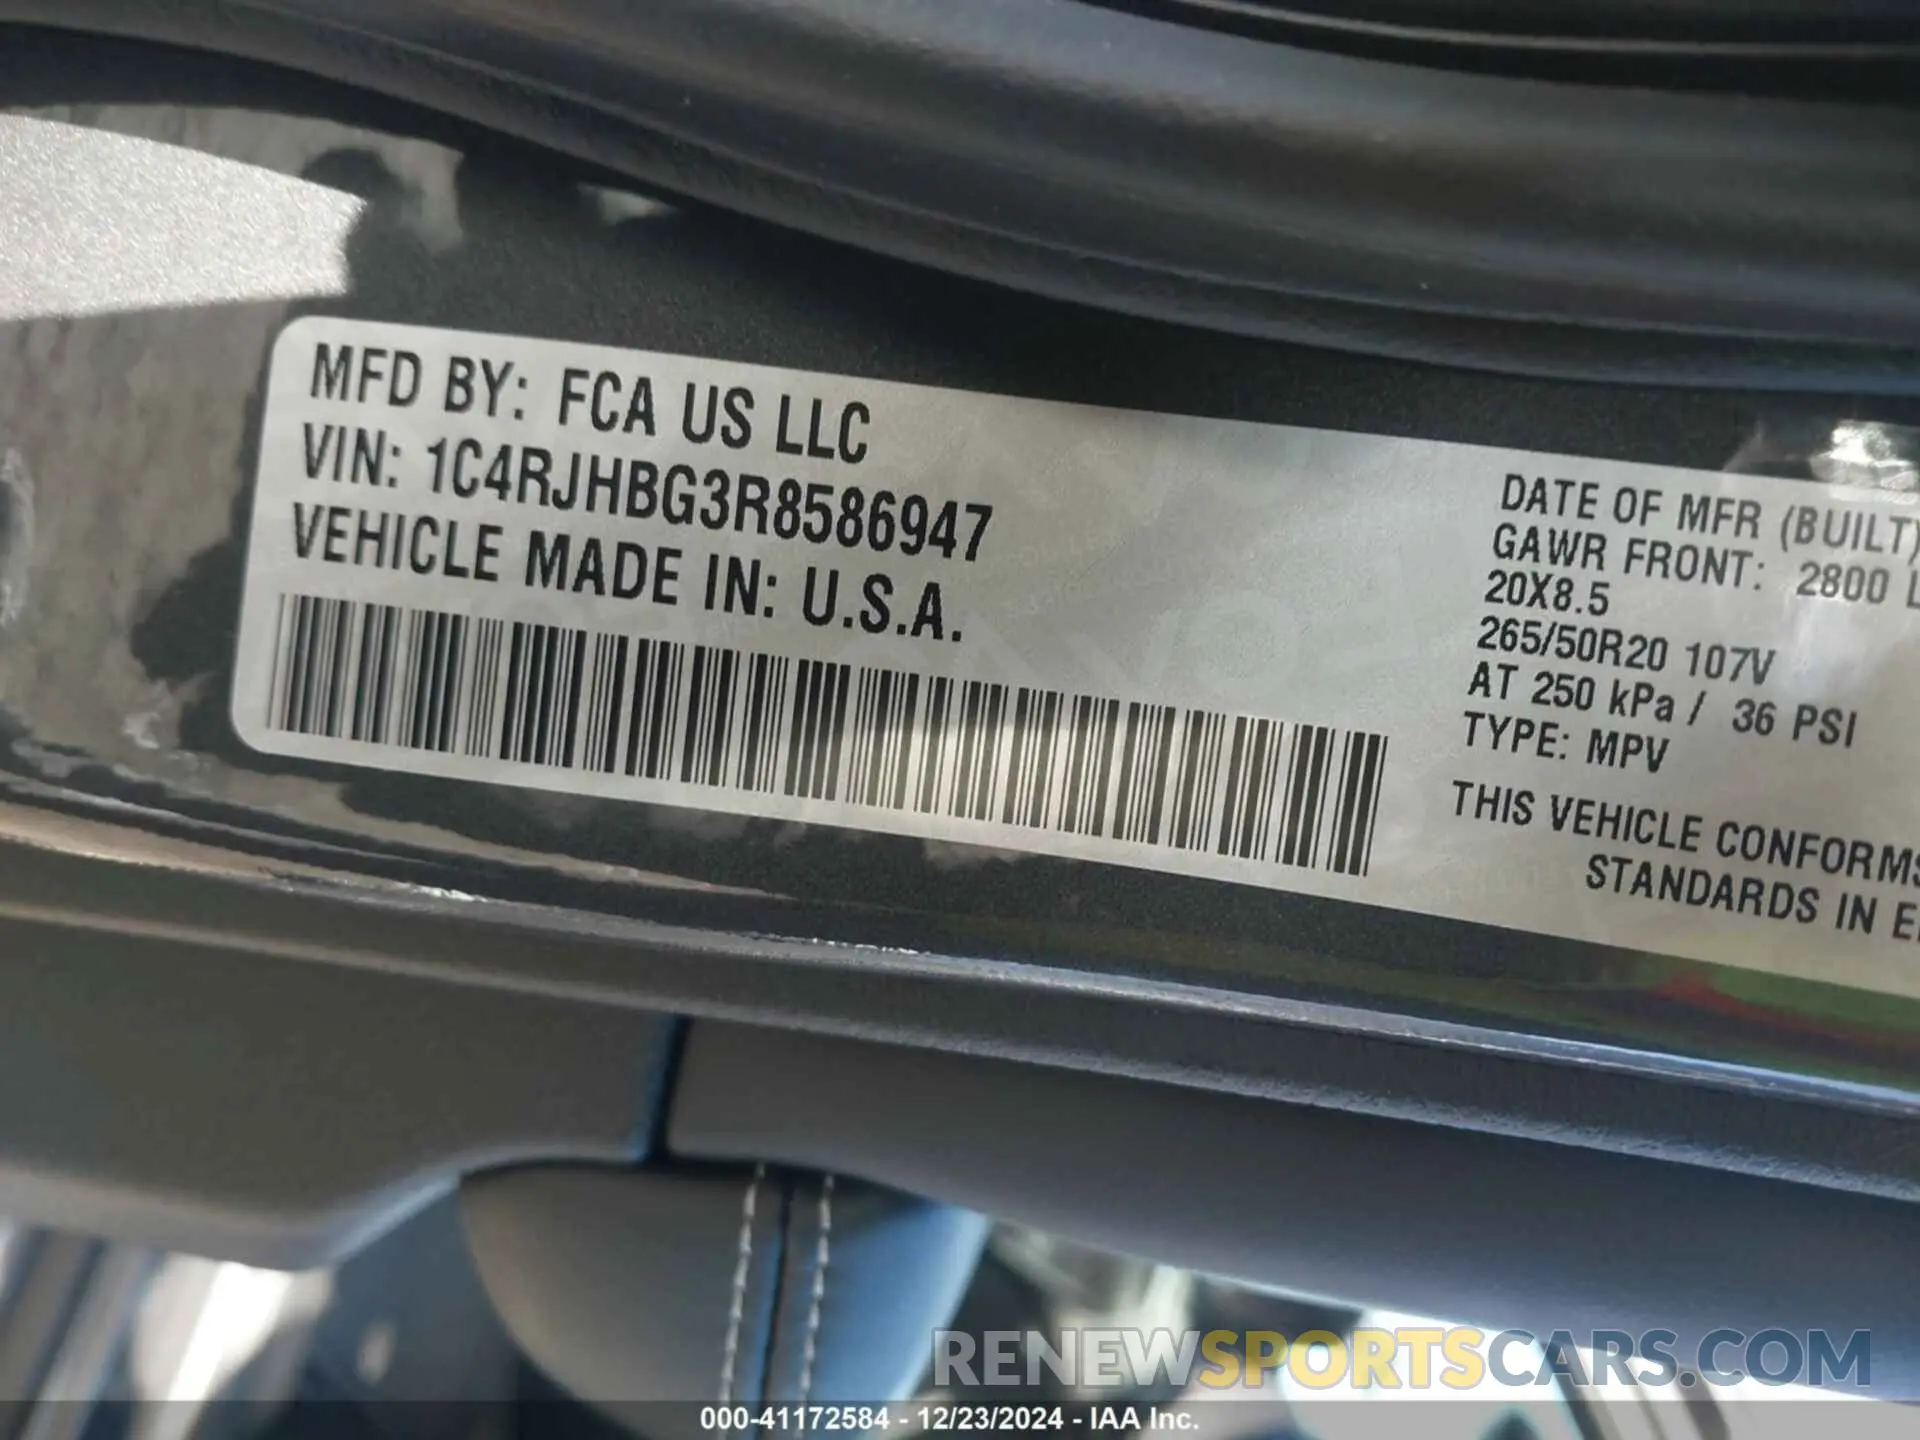 MFD BY: FCA US LLC
VIN: 1C4RJHBG3R8586947
VEHICLE MADE IN: U.S.A.
DATE OF MFR (BUILT)
GAWR FRONT: 2800 L
20X8.5
265/50R20 107V
AT 250 kPa / 36 PSI
TYPE: MPV
THIS VEHICLE CONFORMS
STANDARDS IN
RENEWSPORTSCARS.COM
000-41172584 - 12/23/2024 - IAA Inc.